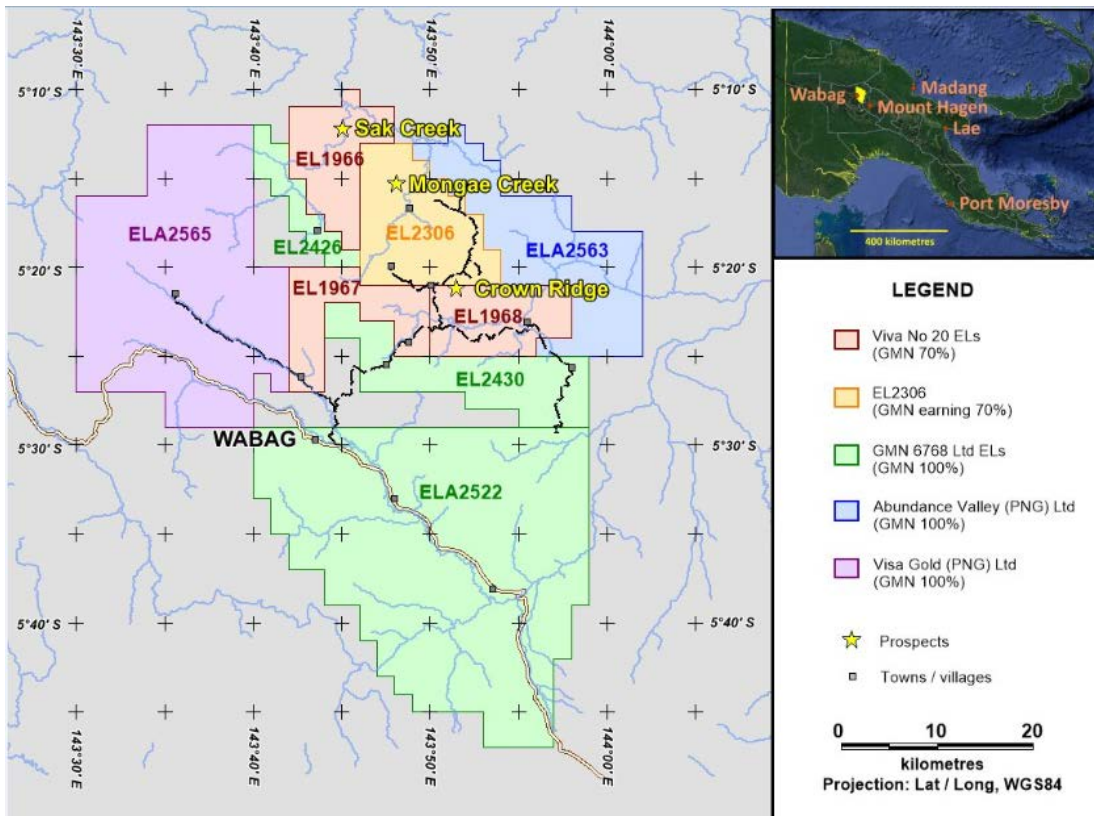 143°30' E
143°40' E
143°50' E
144°00' E
5°10' S
5°10' S
Sak Creek
EL1966
Mongae Creek
ELA2565
EL2426
EL2306
ELA2563
5°20' S
5°20' S
EL1967
Crown Ridge
EL1968
EL2430
5°30' S
WABAG
5°30' S
ELA2522
5°40' S
5°40' S
143°30' E
143°40' E
143°50' E
144°00' E
Wabag
Madang
Mount Hagen
Lae
Port Moresby
400 kilometres
LEGEND
Viva No 20 ELs
(GMN 70%)
EL2306
(GMN earning 70%)
GMN 6768 Ltd ELs
(GMN 100%)
Abundance Valley (PNG) Ltd
(GMN 100%)
Visa Gold (PNG) Ltd
(GMN 100%)
Prospects
Towns / villages
0 10 20
kilometres
Projection: Lat / Long, WGS84